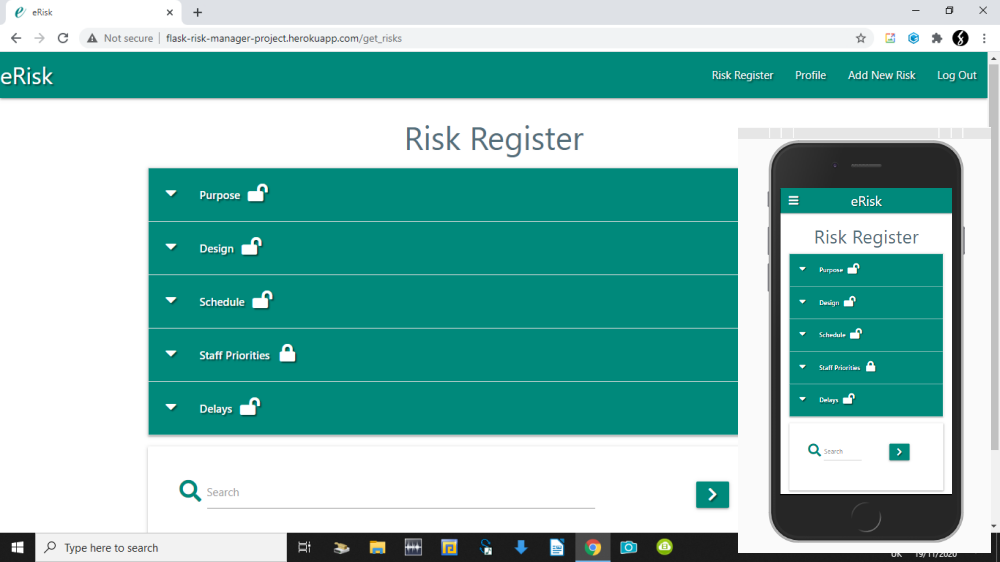 eRisk
Not secure | flask-risk-manager-project.herokuapp.com/get_risks
eRisk
Risk Register Profile Add New Risk Log Out
Risk Register
Purpose
Design
Schedule
Staff Priorities
Delays
Search
eRisk
Risk Register
Purpose
Design
Schedule
Staff Priorities
Delays
Search
Type here to search
UK 19/11/2020